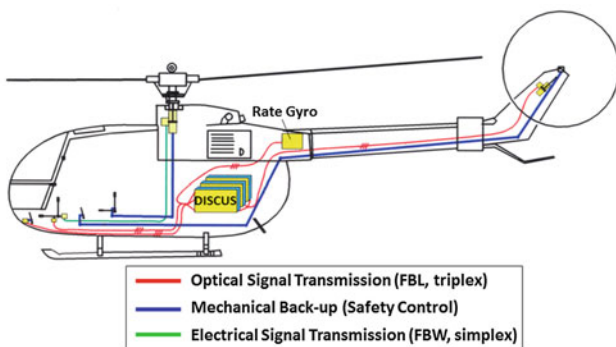 Rate Gyro
DISCUS
Optical Signal Transmission (FBL, triplex)
Mechanical Back-up (Safety Control)
Electrical Signal Transmission (FBW, simplex)